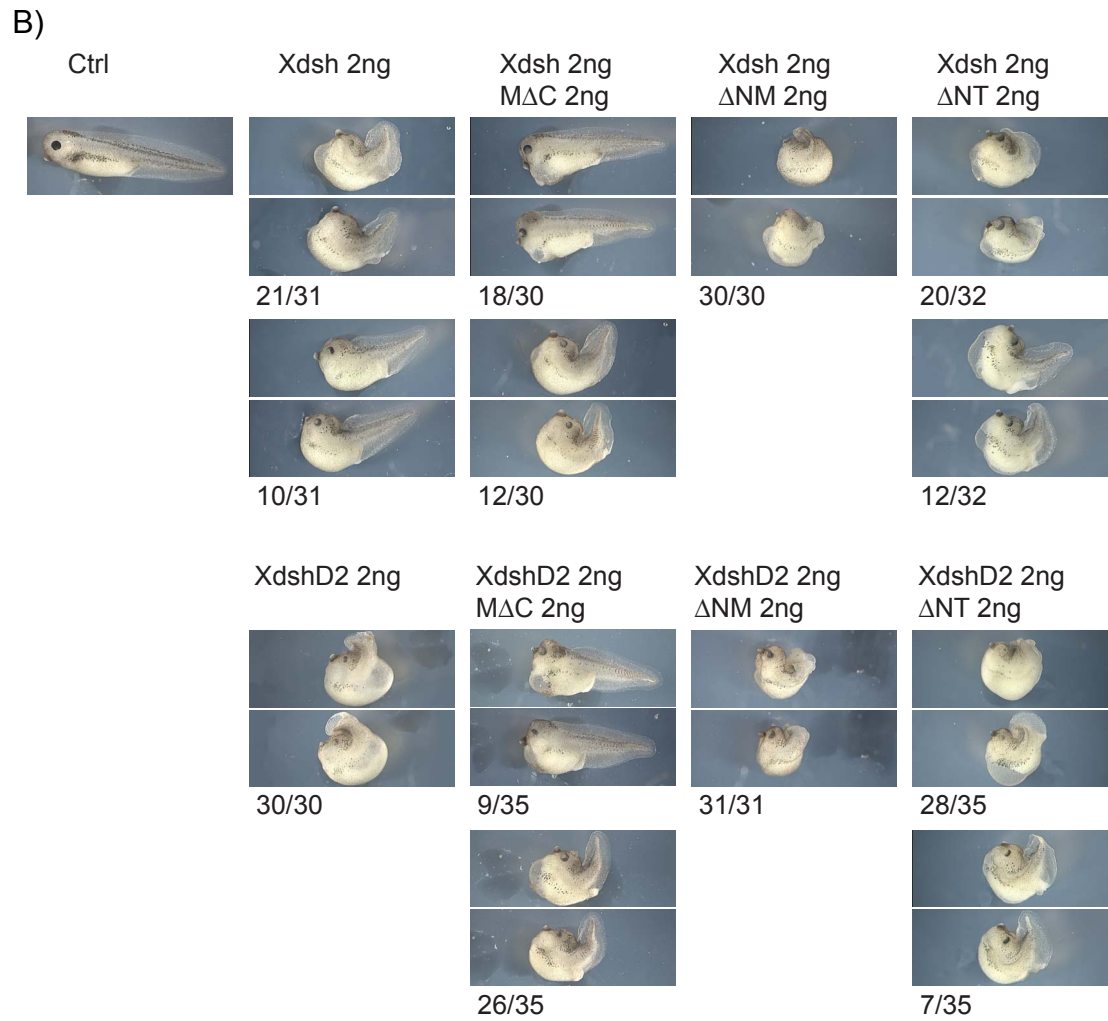 B)
Ctrl
Xdsh 2ng
Xdsh 2ng
MΔC 2ng
Xdsh 2ng
ΔNM 2ng
Xdsh 2ng
ΔNT 2ng
21/31
18/30
30/30
20/32
10/31
12/30
12/32
XdshD2 2ng
XdshD2 2ng
MΔC 2ng
XdshD2 2ng
ΔNM 2ng
XdshD2 2ng
ΔNT 2ng
30/30
9/35
31/31
28/35
26/35
7/35